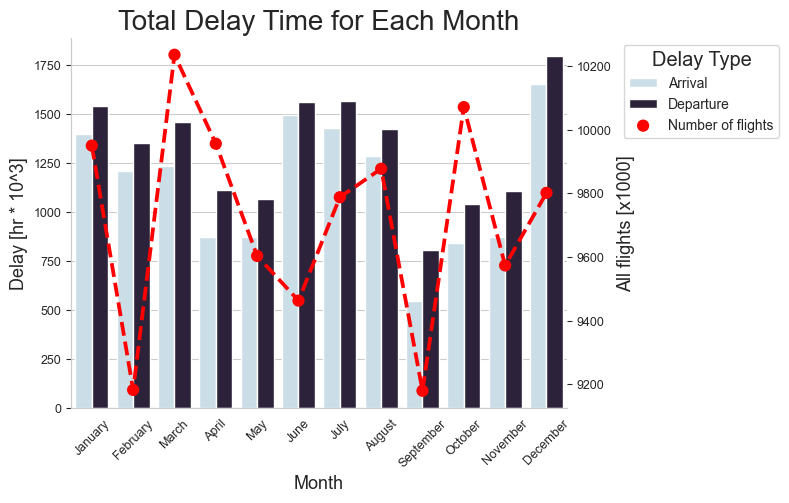 Total Delay Time for Each Month
Delay [hr * 10^3]
1750
1500
1250
1000
750
500
250
0
10200
10000
9800
9600
9400
9200
All flights [x1000]
Delay Type
Arrival
Departure
Number of flights
January
February
March
April
May
June
July
August
September
October
November
December
Month